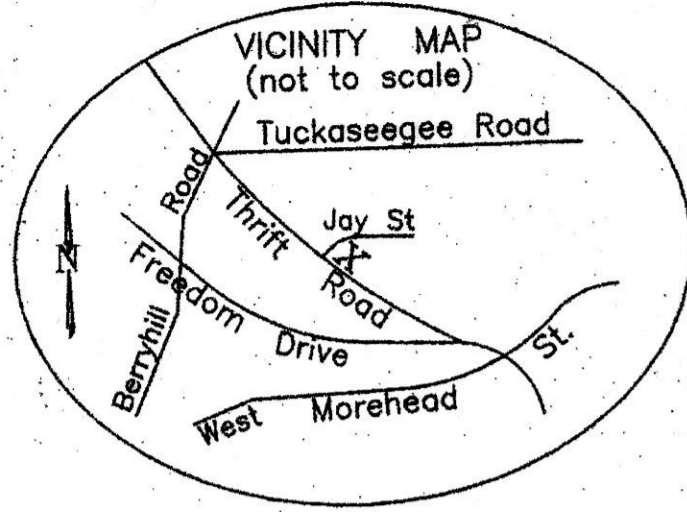 VICINITY MAP
(not to scale)
Tuckaseegee Road
Road
Thrift Road
Jay St
X
N
Freedom Drive
Berryhill
West Morehead St.